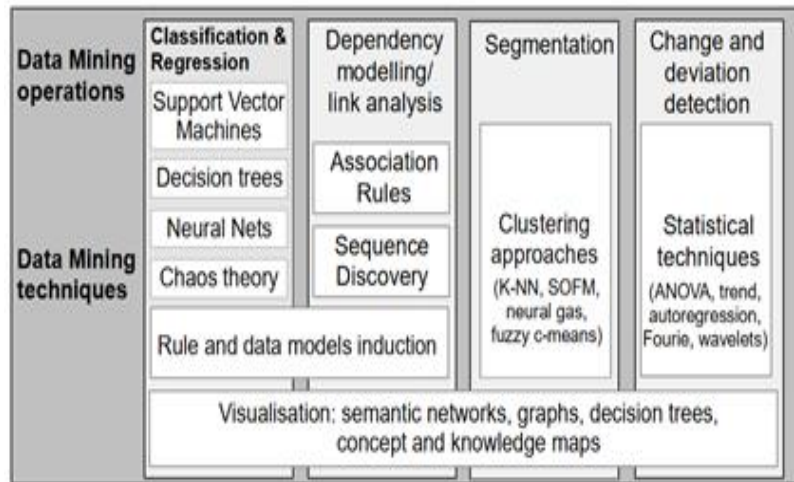 Data Mining
operations
Classification &
Regression
Support Vector
Machines
Decision trees
Neural Nets
Chaos theory
Dependency
modelling/
link analysis
Association
Rules
Sequence
Discovery
Segmentation
Clustering
approaches
(K-NN, SOFM,
neural gas,
fuzzy c-means)
Change and
deviation
detection
Statistical
techniques
(ANOVA, trend,
autoregression,
Fourie, wavelets)
Data Mining
techniques
Rule and data models induction
Visualisation: semantic networks, graphs, decision trees,
concept and knowledge maps